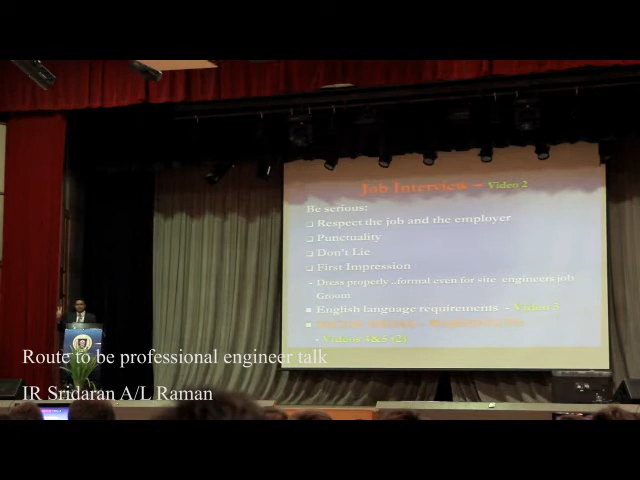 Job Interview – Video 2
Be serious:
❑ Respect the job and the employer
❑ Punctuality
❑ Don't Lie
❑ First Impression
- Dress properly ..formal even for site engineers job
Groom
■ English language requirements - Video 3
- Videos 4&5 (2)
Route to be professional engineer talk
IR Sridaran A/L Raman